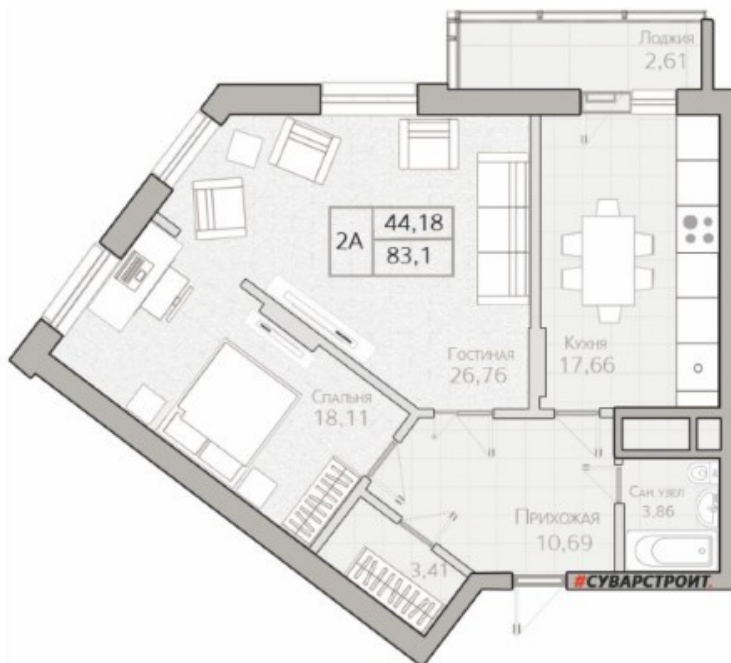 Лоджия
2,61
2А
44,18
83,1
Гостиная
26,76
Кухня
17,66
Спальня
18,11
Сан.узел
3,86
Прихожая
10,69
3,41
#СУВАРСТРОИТ.